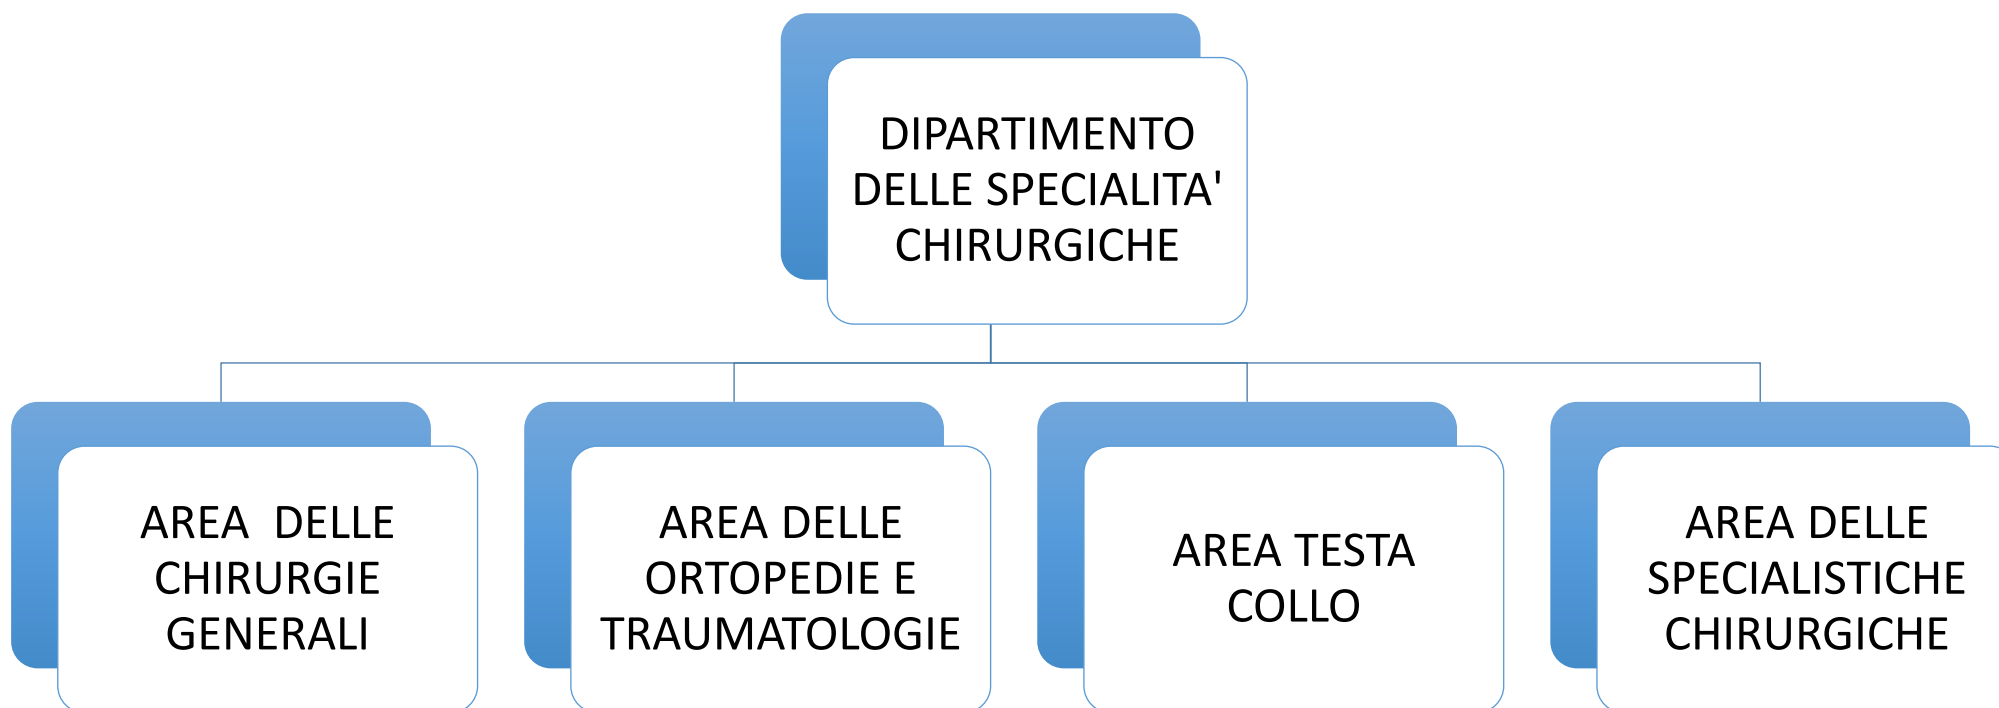 DIPARTIMENTO
DELLE SPECIALITA'
CHIRURGICHE
AREA  DELLE
CHIRURGIE
GENERALI
AREA DELLE
ORTOPEDIE E
TRAUMATOLOGIE
AREA TESTA
COLLO
AREA DELLE
SPECIALISTICHE
CHIRURGICHE